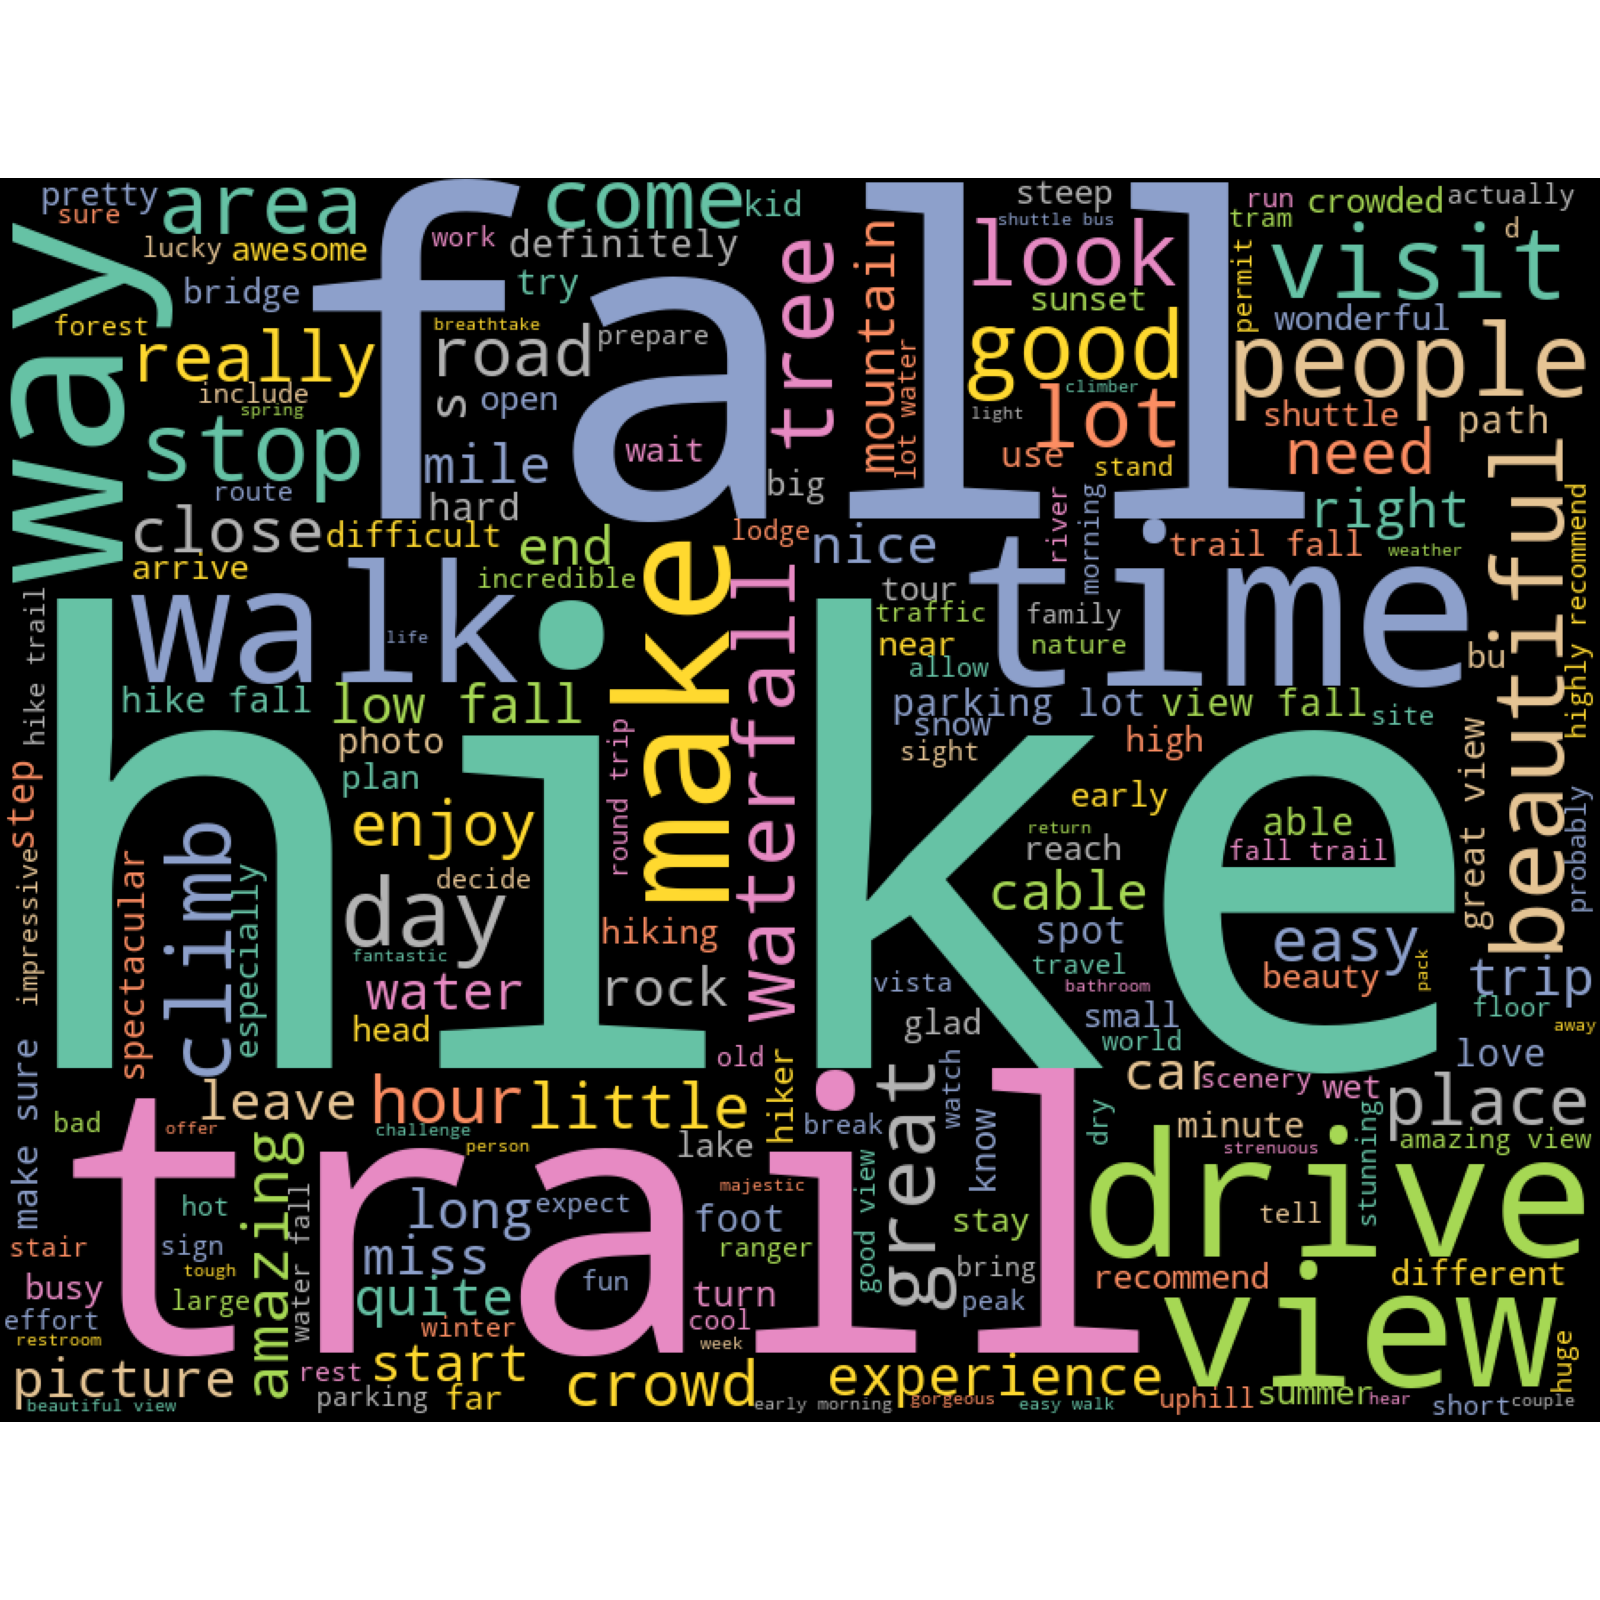 pretty
area
come
kid
steep
run
crowded
actually
sure
shuttle bus
tram
d
way
fall
lucky
awesome
work
definitely
tree
mountain
look
permit
visit
bridge
try
sunset
wonderful
forest
breathtake
prepare
lot water
good
people
really
road
include
spring
s
open
climber
light
lot
shuttle
path
stop
mile
wait
use
stand
need
beautiful
route
hard
big
river
morning
right
highly recommend
close
difficult
end
lodge
nice
trail fall
weather
arrive
incredible
make
waterfall
tour
time
hike trail
walk
life
traffic
family
near
nature
allow
bu
hike
hike fall
low fall
parking lot
view fall
site
snow
photo
round trip
sight
high
great view
plan
step
early
probably
enjoy
return
able
climb
reach
fall trail
impressive
spectacular
especially
decide
day
cable
hiking
spot
easy
fantastic
travel
beauty
pack
trip
water
rock
vista
bathroom
head
glad
small
floor
world
away
make sure
old
hiker
watch
love
leave
hour
little
great
car
scenery
wet
place
bad
offer
challenge
person
break
know
dry
minute
stunning
amazing view
trail
lake
strenuous
drive
amazing
water fall
majestic
good view
hot
long
expect
foot
stay
tell
stair
sign
miss
ranger
tough
bring
recommend
different
busy
large
quite
fun
turn
peak
view
effort
winter
cool
restroom
week
huge
picture
rest
start
crowd
experience
parking
far
uphill
summer
hear
beautiful view
early morning
gorgeous
easy walk
short
couple